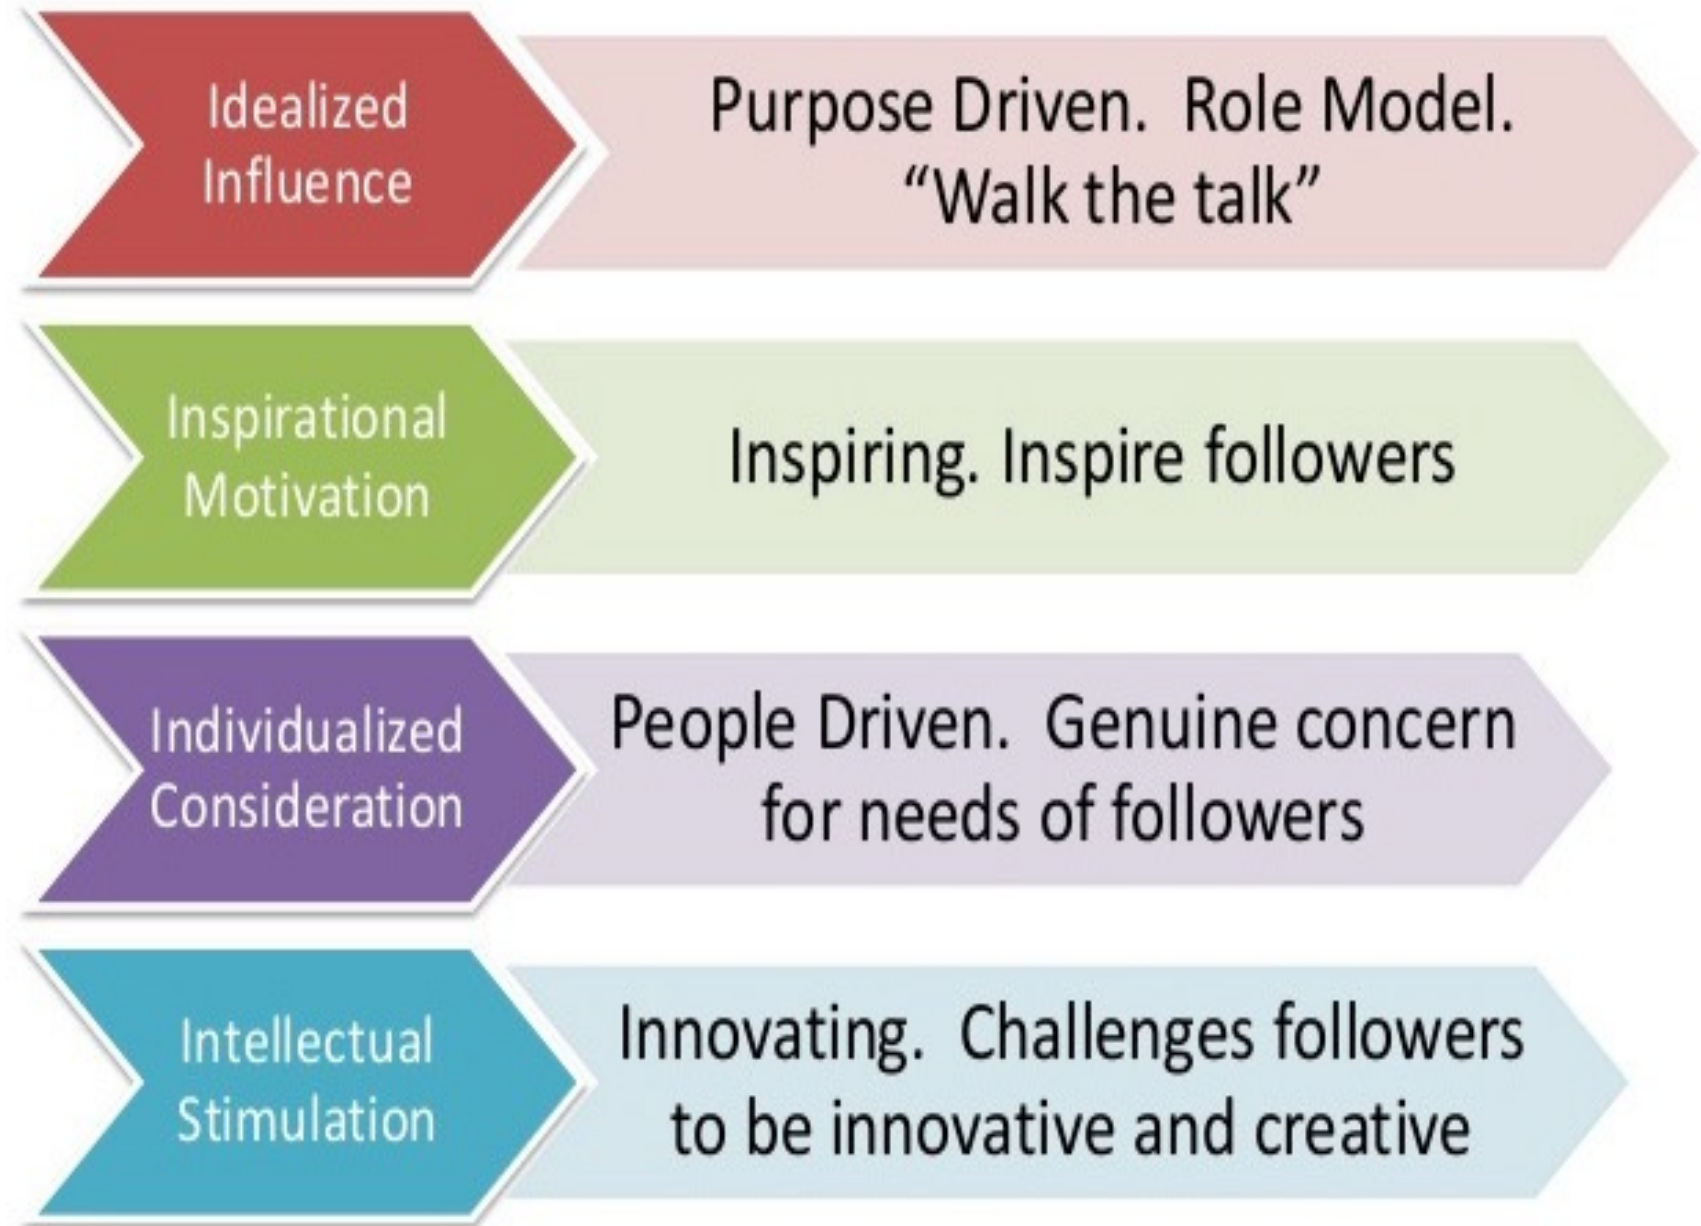 Idealized
Influence
Purpose Driven.  Role Model.
“Walk the talk”
Inspirational
Motivation
Inspiring. Inspire followers
Individualized
Consideration
People Driven.  Genuine concern
for needs of followers
Intellectual
Stimulation
Innovating.  Challenges followers
to be innovative and creative